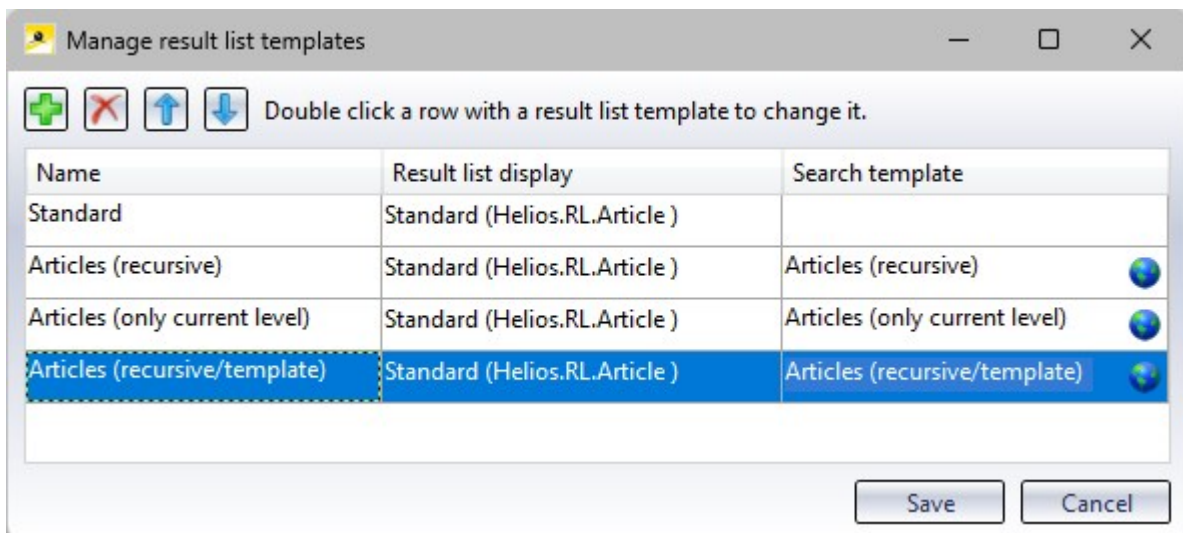 Manage result list templates
Double click a row with a result list template to change it.
Name Result list display Search template
Standard Standard (Helios.RL.Article )
Articles (recursive) Standard (Helios.RL.Article ) Articles (recursive)
Articles (only current level) Standard (Helios.RL.Article ) Articles (only current level)
Articles (recursive/template) Standard (Helios.RL.Article ) Articles (recursive/template)
Save Cancel